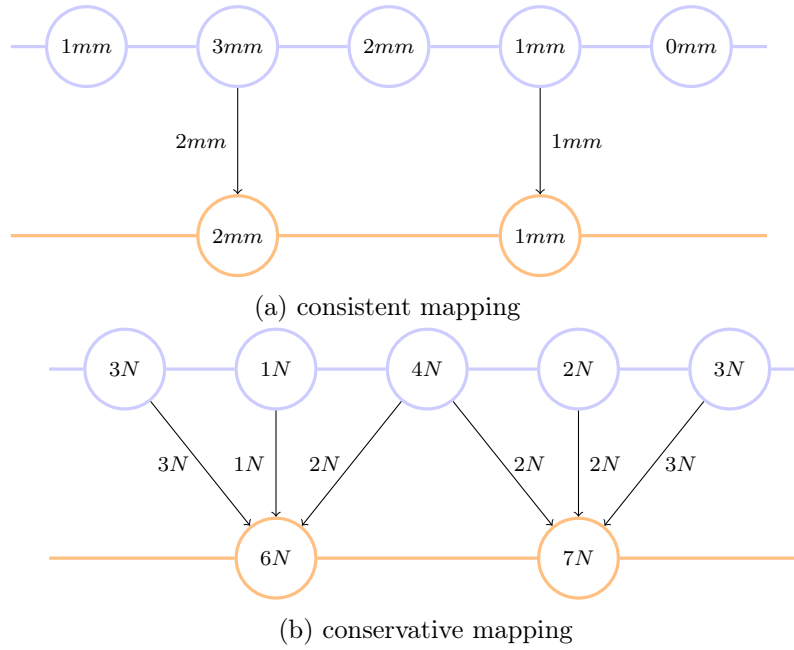 1mm 3mm 2mm 1mm 0mm
2mm 1mm
2mm 1mm
(a) consistent mapping
3N 1N 4N 2N 3N
3N 1N 2N 2N 2N 3N
6N 7N
(b) conservative mapping